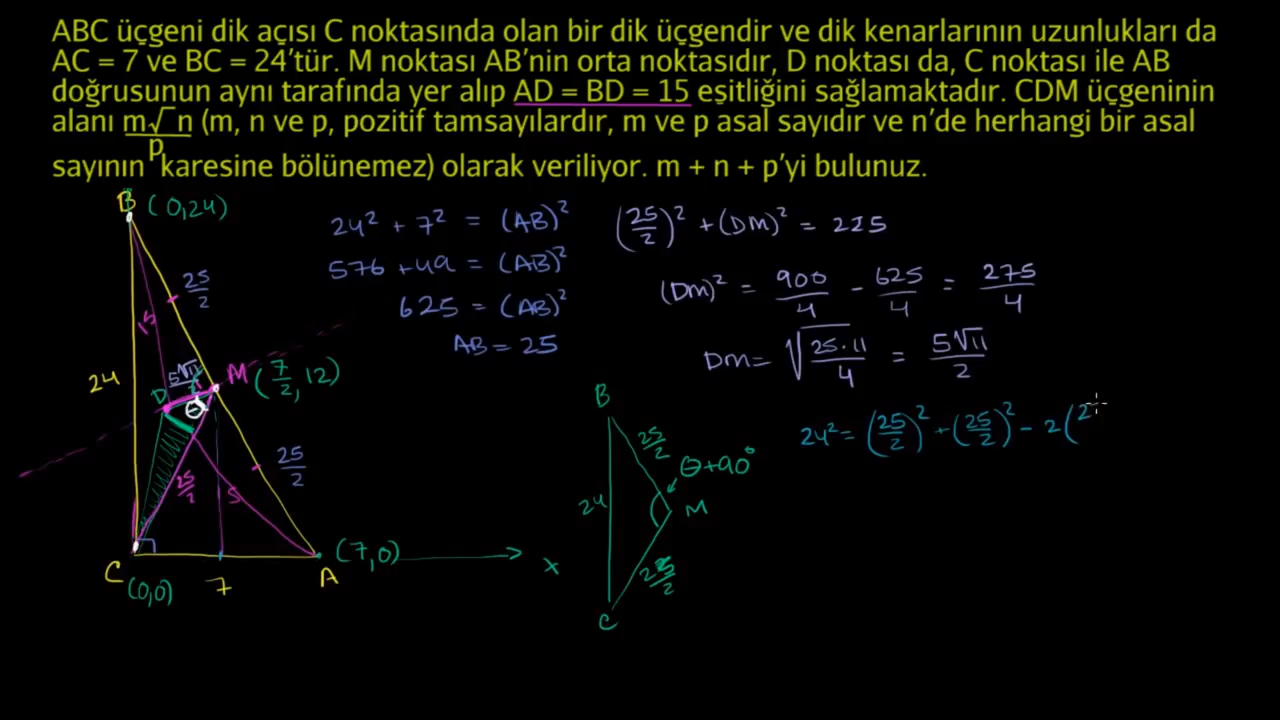 ABC üçgeni dik açısı C noktasında olan bir dik üçgendir ve dik kenarlarının uzunlukları da
AC = 7 ve BC = 24'tür. M noktası AB'nin orta noktasıdır, D noktası da, C noktası ile AB
doğrusunun aynı tarafında yer alıp AD = BD = 15 eşitliğini sağlamaktadır. CDM üçgeninin
alanı m√n/p (m, n ve p, pozitif tamsayılardır, m ve p asal sayıdır ve n'de herhangi bir asal
sayının karesine bölünemez) olarak veriliyor. m + n + p'yi bulunuz.
B (0,24)
24² + 7² = (AB)²
576 + 49 = (AB)²
625 = (AB)²
AB = 25
(25/2)² + (DM)² = 225
(DM)² = 900/4 - 625/4 = 275/4
DM = √(25·11/4) = 5√11/2
24² = (25/2)² + (25/2)² - 2(2
25/2
15
24
5√11/2
D
θ
M (7/2, 12)
25/2
25/2
5
C (0,0)
7
A (7,0)
x
B
25/2
θ+90°
24
M
25/2
C